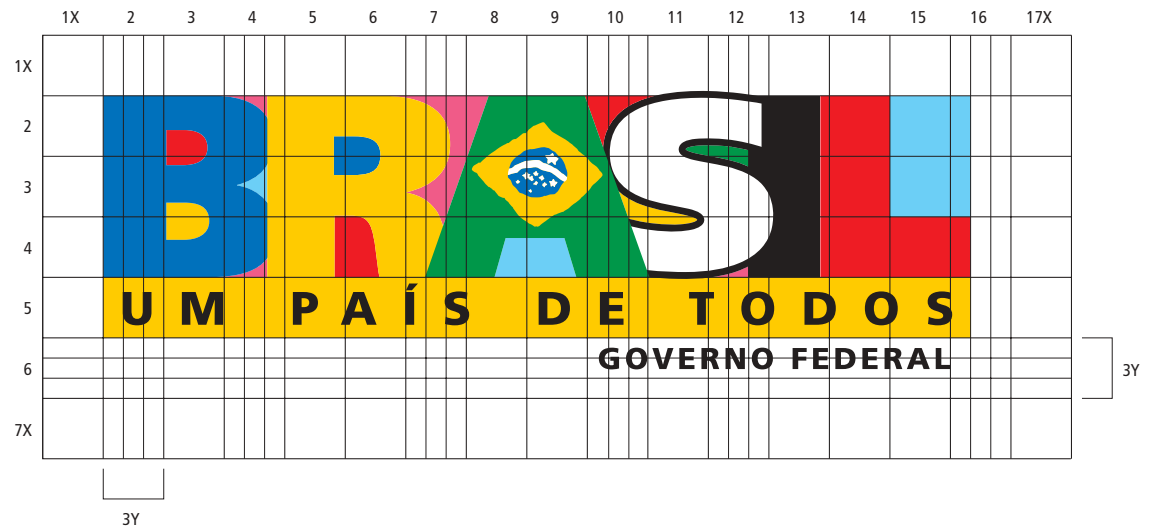 1X 2 3 4 5 6 7 8 9 10 11 12 13 14 15 16 17X
1X
2
3
4
5
6
7X
BRASIL
UM PAÍS DE TODOS
GOVERNO FEDERAL
3Y
3Y